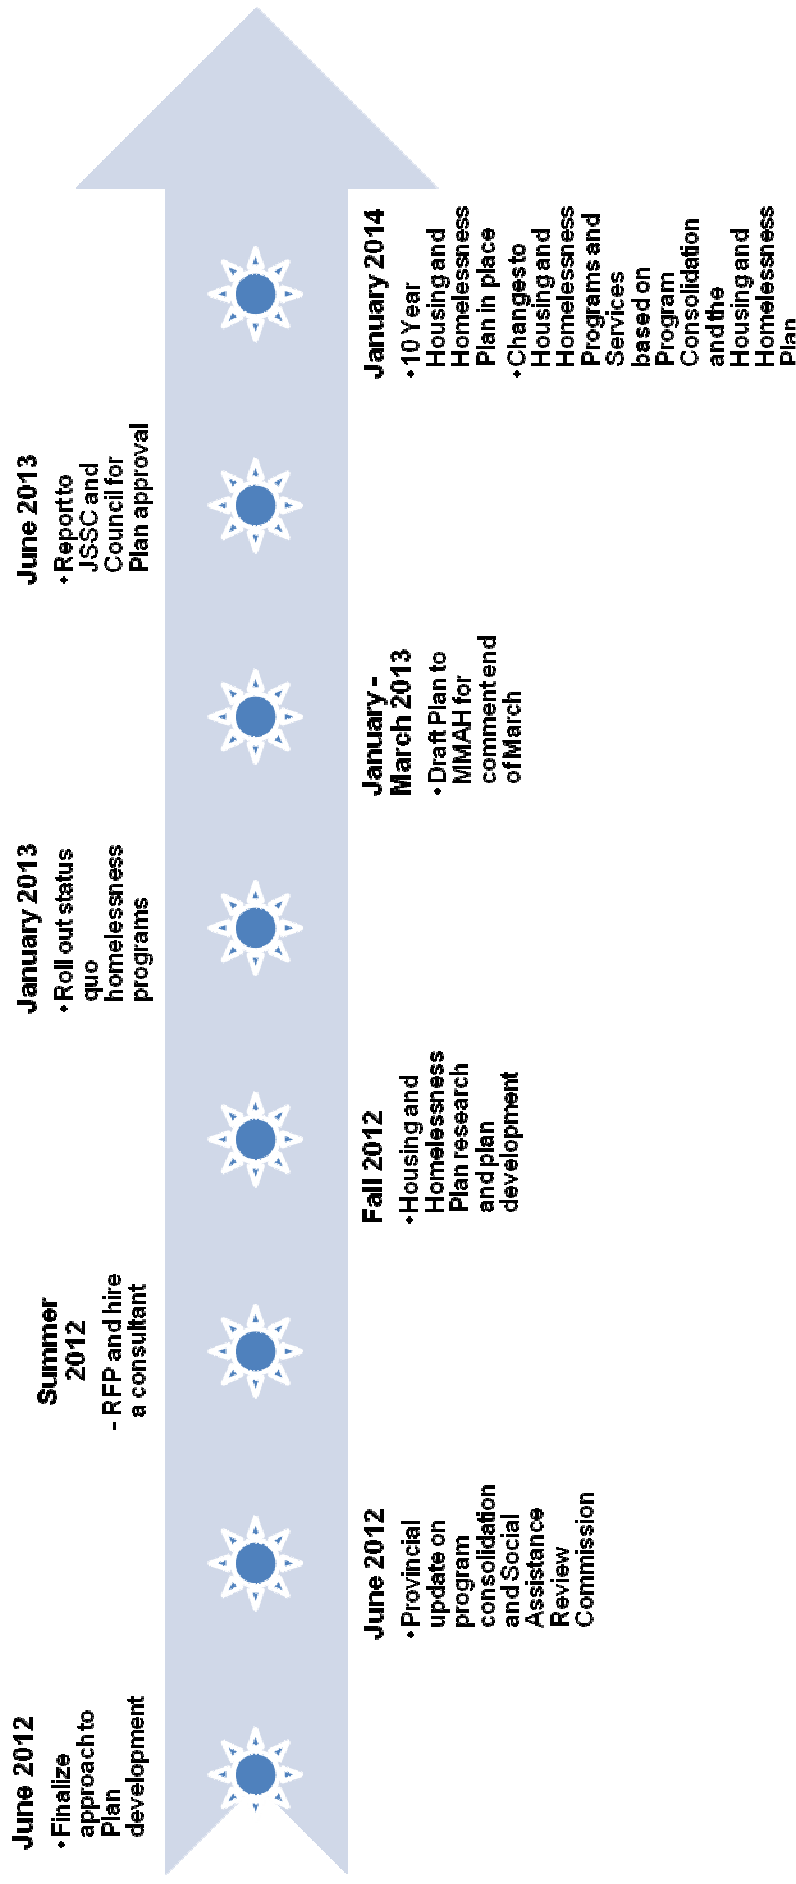 June 2012
•Finalize
approach to
Plan
development
June 2012
•Provincial
update on
program
consolidation
and Social
Assistance
Review
Commission
Summer
2012
- RFP and hire
a consultant
Fall 2012
•Housing and
Homelessness
Plan research
and plan
development
January 2013
•Roll out status
quo
homelessness
programs
January -
March 2013
•Draft Plan to
MMAH for
comment end
of March
June 2013
•Report to
JSSC and
Council for
Plan approval
January 2014
•10 Year
Housing and
Homelessness
Plan in place
•Changes to
Housing and
Homelessness
Programs and
Services
based on
Program
Consolidation
and the
Housing and
Homelessness
Plan